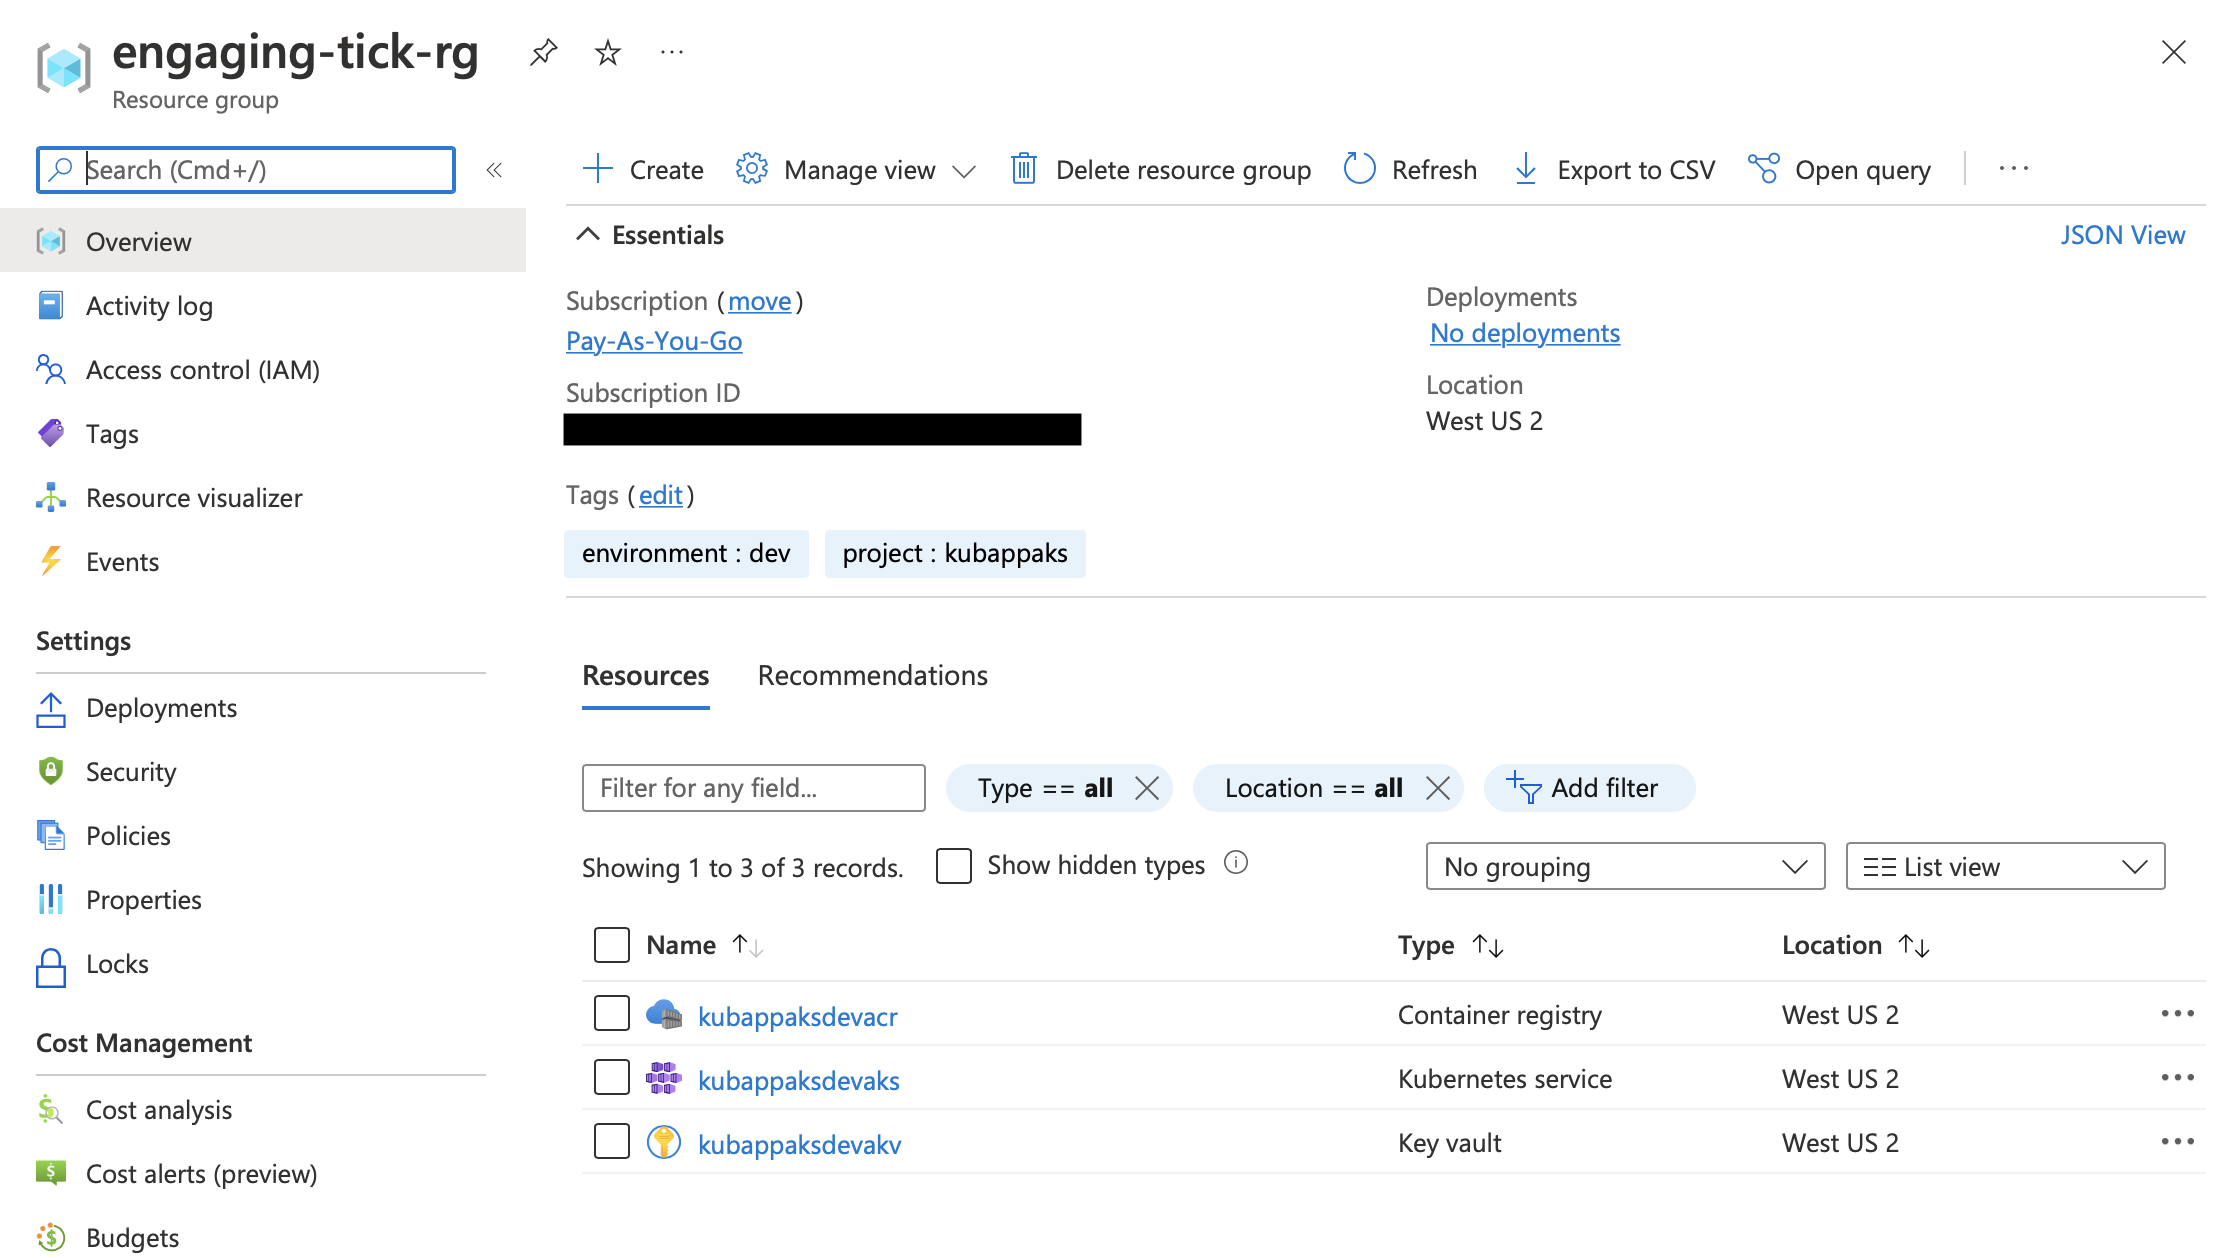 engaging-tick-rg
Resource group
Search (Cmd+/)
Overview
Activity log
Access control (IAM)
Tags
Resource visualizer
Events
Settings
Deployments
Security
Policies
Properties
Locks
Cost Management
Cost analysis
Cost alerts (preview)
Budgets
Create Manage view Delete resource group Refresh Export to CSV Open query
Essentials
JSON View
Subscription (move)
Pay-As-You-Go
Subscription ID
Deployments
No deployments
Location
West US 2
Tags (edit)
environment : dev project : kubappaks
Resources Recommendations
Filter for any field... Type == all Location == all Add filter
Showing 1 to 3 of 3 records. Show hidden types No grouping List view
Name Type Location
kubappaksdevacr Container registry West US 2
kubappaksdevaks Kubernetes service West US 2
kubappaksdevakv Key vault West US 2